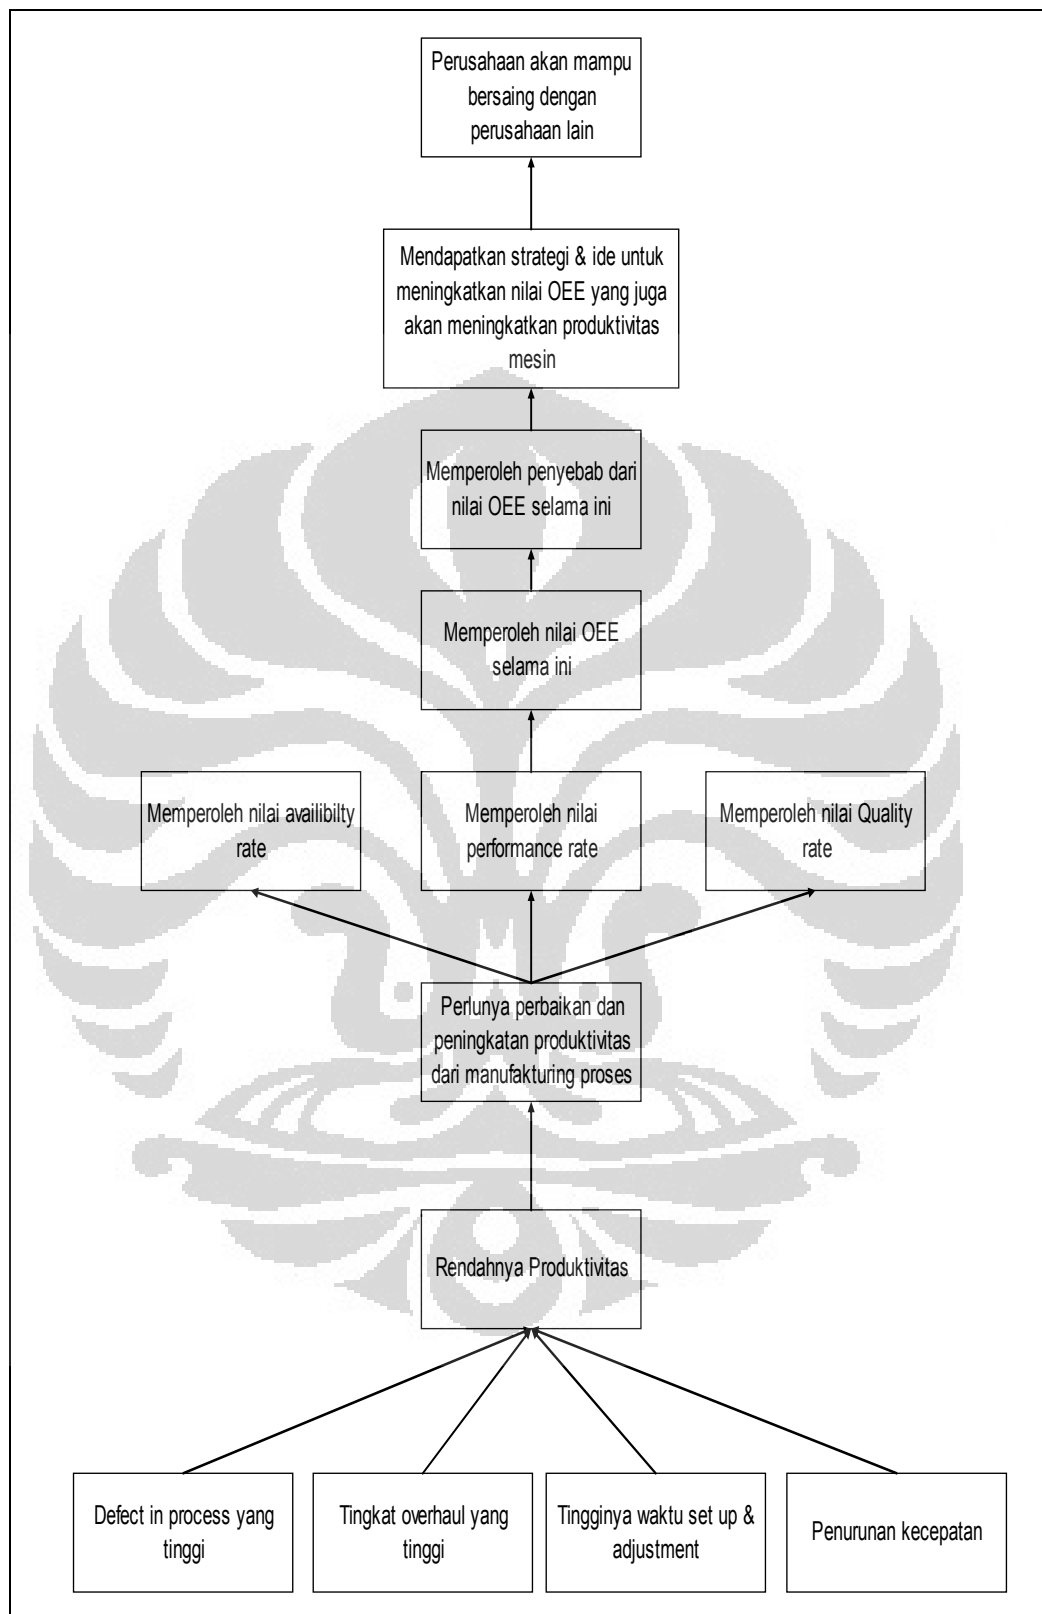 Perusahaan akan mampu
bersaing dengan
perusahaan lain
Mendapatkan strategi & ide untuk
meningkatkan nilai OEE yang juga
akan meningkatkan produktivitas
mesin
Memperoleh penyebab dari
nilai OEE selama ini
Memperoleh nilai OEE
selama ini
Memperoleh nilai availibilty
rate
Memperoleh nilai
performance rate
Memperoleh nilai Quality
rate
Perlunya perbaikan dan
peningkatan produktivitas
dari manufakturing proses
Rendahnya Produktivitas
Defect in process yang
tinggi
Tingkat overhaul yang
tinggi
Tingginya waktu set up &
adjustment
Penurunan kecepatan